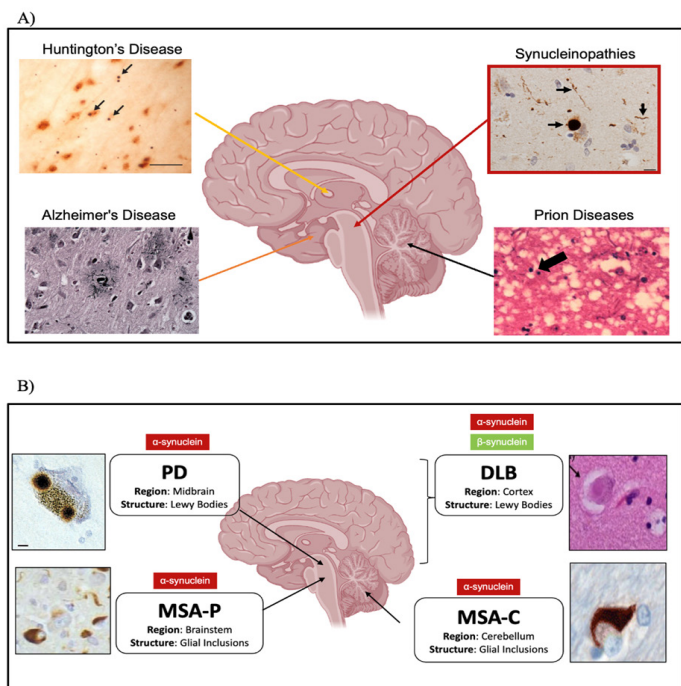 A)
Huntington's Disease
Synucleinopathies
Alzheimer's Disease
Prion Diseases
B)
α-synuclein
PD
Region: Midbrain
Structure: Lewy Bodies
α-synuclein
β-synuclein
DLB
Region: Cortex
Structure: Lewy Bodies
α-synuclein
MSA-P
Region: Brainstem
Structure: Glial Inclusions
α-synuclein
MSA-C
Region: Cerebellum
Structure: Glial Inclusions